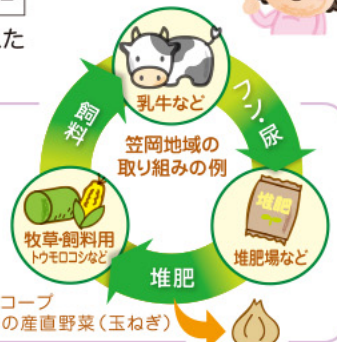 た
乳牛など
フン・尿
飼料
笠岡地域の
取り組みの例
堆肥
牧草・飼料用
トウモロコシなど
堆肥場など
堆肥
コープ
の産直野菜(玉ねぎ)